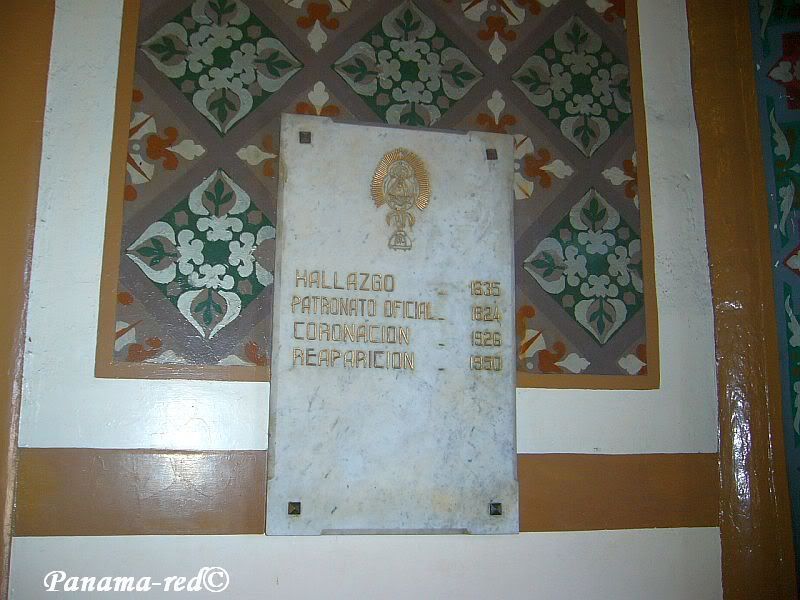 HALLAZGO - 1635
PATRONATO OFICIAL - 1824
CORONACION - 1926
REAPARICION - 1950
Panama-red©